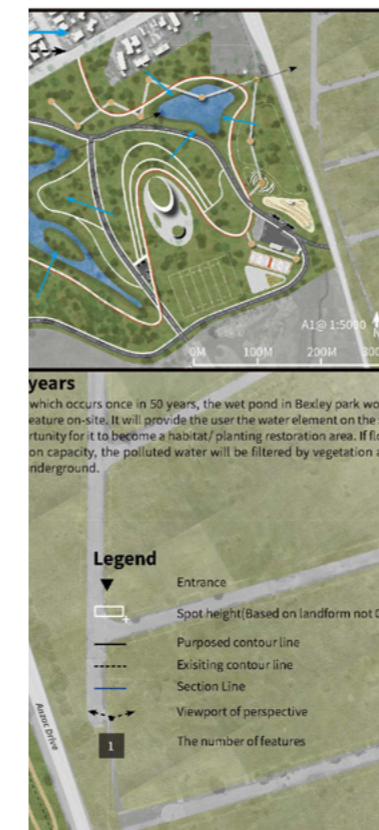 A1@ 1:5000
0M 100M 200M 300
years
which occurs once in 50 years, the wet pond in Bexley park wo
eature on-site. It will provide the user the water element on the
rtunity for it to become a habitat/ planting restoration area. If flo
on capacity, the polluted water will be filtered by vegetation a
nderground.
Legend
Entrance
Spot height(Based on landform not
Purposed contour line
Exisiting contour line
Section Line
Viewport of perspective
1 The number of features
Anzac Drive